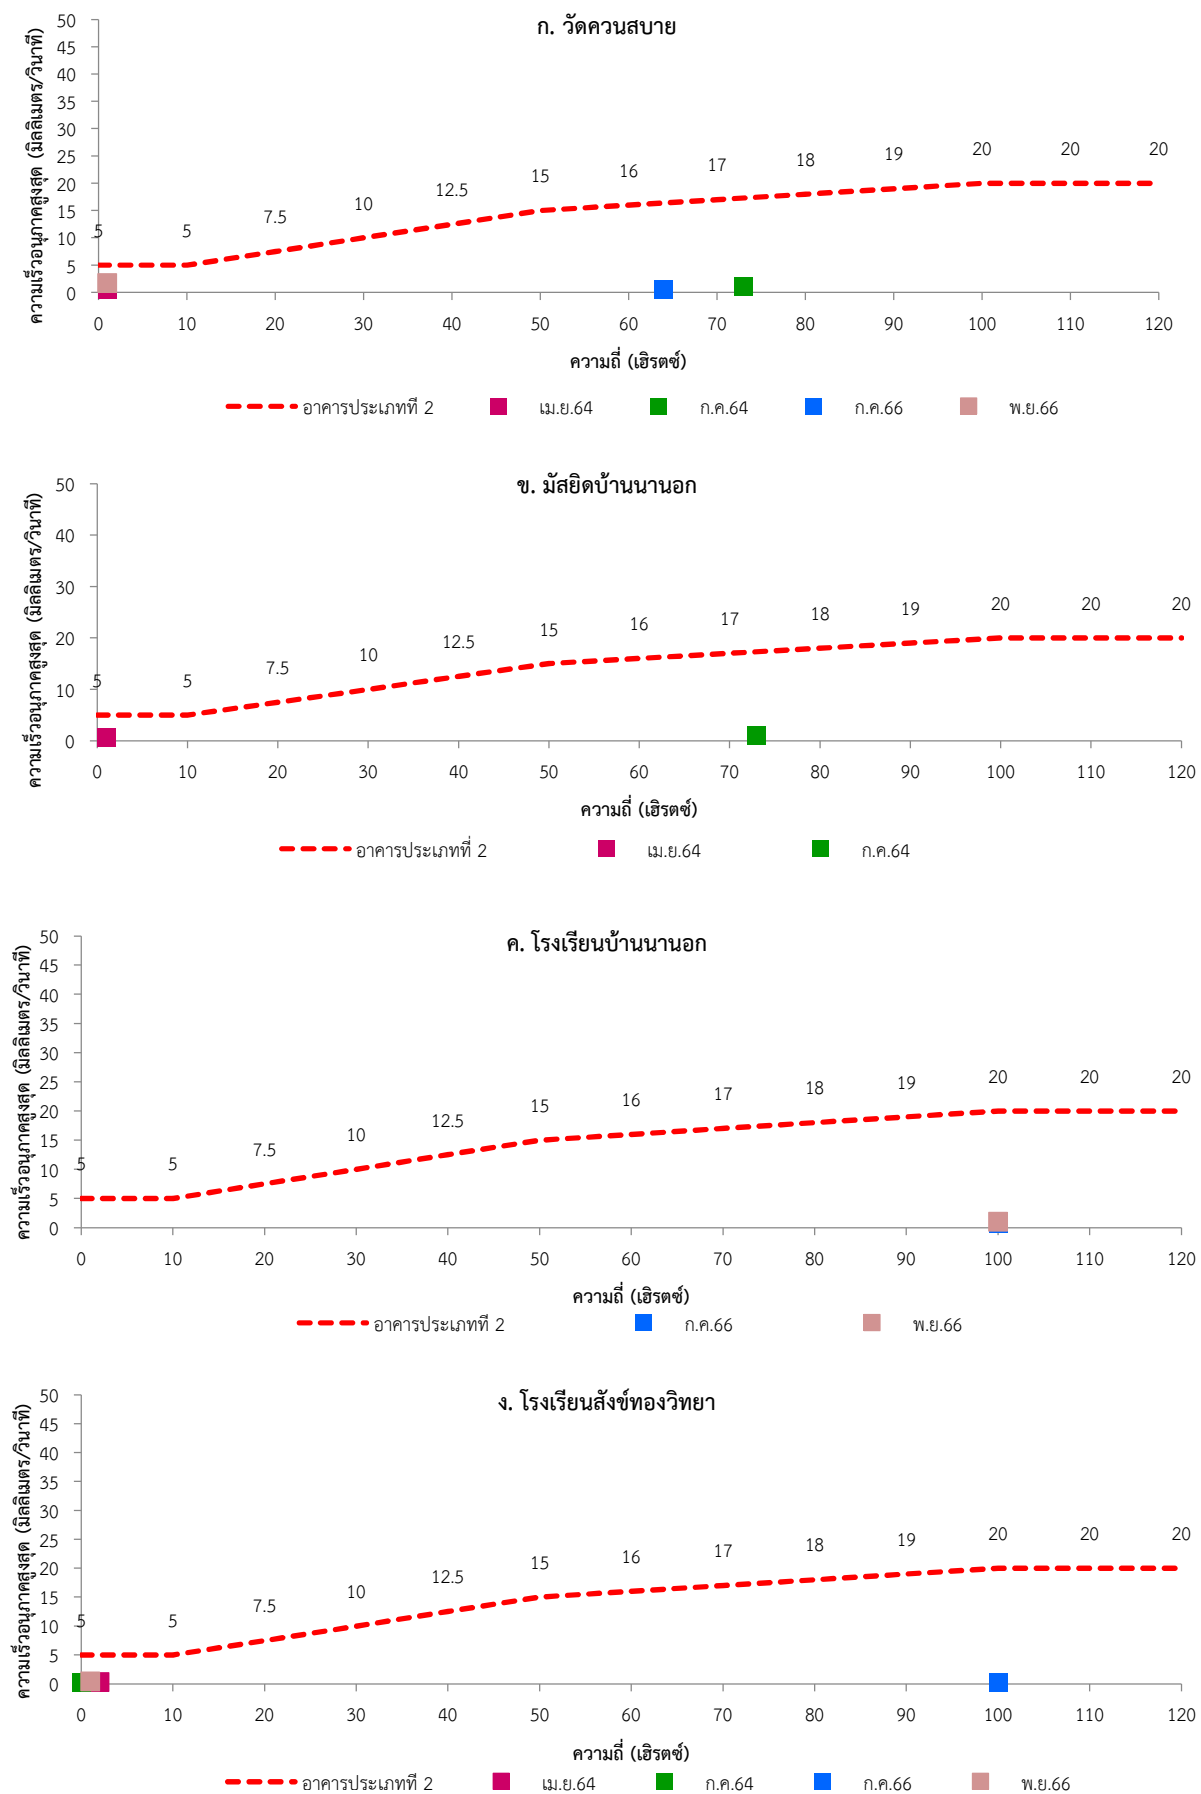 ก. วัดควนสบาย
ความเร็วอนุภาคสูงสุด (มิลลิเมตร/วินาที)
50
45
40
35
30
25
20
15
10
5
0
5 5 7.5 10 12.5 15 16 17 18 19 20 20 20
0 10 20 30 40 50 60 70 80 90 100 110 120
ความถี่ (เฮิรตซ์)
อาคารประเภทที่ 2 เม.ย.64 ก.ค.64 ก.ค.66 พ.ย.66
ข. มัสยิดบ้านนานอก
ความเร็วอนุภาคสูงสุด (มิลลิเมตร/วินาที)
50
40
30
20
10
0
5 5 7.5 10 12.5 15 16 17 18 19 20 20 20
0 10 20 30 40 50 60 70 80 90 100 110 120
ความถี่ (เฮิรตซ์)
อาคารประเภทที่ 2 เม.ย.64 ก.ค.64
ค. โรงเรียนบ้านนานอก
ความเร็วอนุภาคสูงสุด (มิลลิเมตร/วินาที)
50
45
40
35
30
25
20
15
10
5
0
5 5 7.5 10 12.5 15 16 17 18 19 20 20 20
0 10 20 30 40 50 60 70 80 90 100 110 120
ความถี่ (เฮิรตซ์)
อาคารประเภทที่ 2 ก.ค.66 พ.ย.66
ง. โรงเรียนสังข์ทองวิทยา
ความเร็วอนุภาคสูงสุด (มิลลิเมตร/วินาที)
50
45
40
35
30
25
20
15
10
5
0
5 5 7.5 10 12.5 15 16 17 18 19 20 20 20
0 10 20 30 40 50 60 70 80 90 100 110 120
ความถี่ (เฮิรตซ์)
อาคารประเภทที่ 2 เม.ย.64 ก.ค.64 ก.ค.66 พ.ย.66